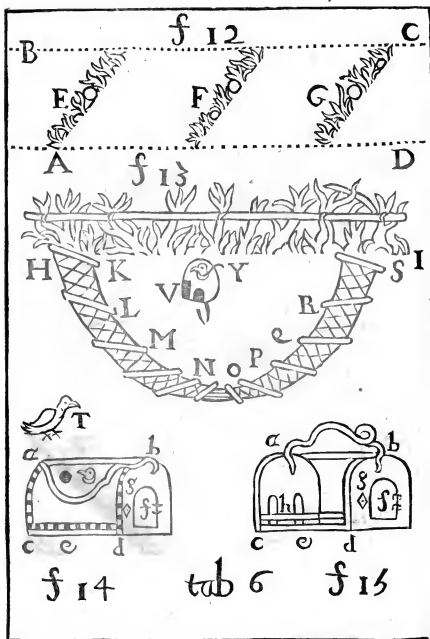 f 12
B C
E F G
A D
f 13
H K S I
V Y
L R
M e
N O P
T
a b a b
g g
f h f
c e d c e d
f 14 tab 6 f 15